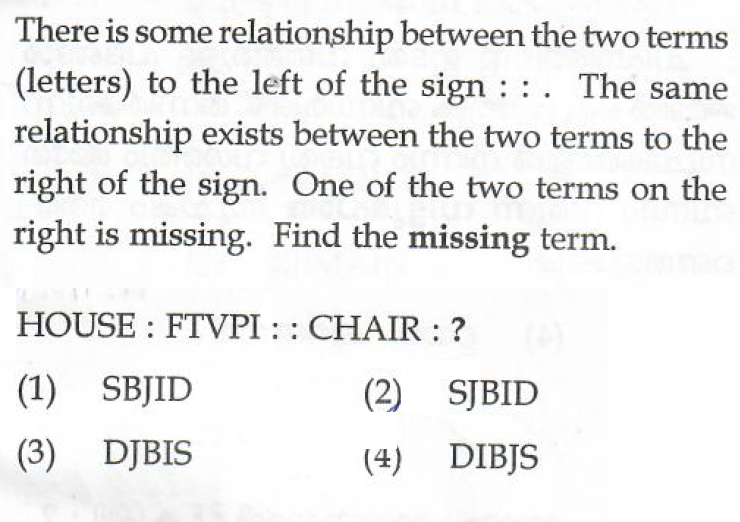 There is some relationship between the two terms
(letters) to the left of the sign : : . The same
relationship exists between the two terms to the
right of the sign. One of the two terms on the
right is missing. Find the missing term.
HOUSE : FTVPI : : CHAIR : ?
(1) SBJID (2) SJBID
(3) DJBIS (4) DIBJS